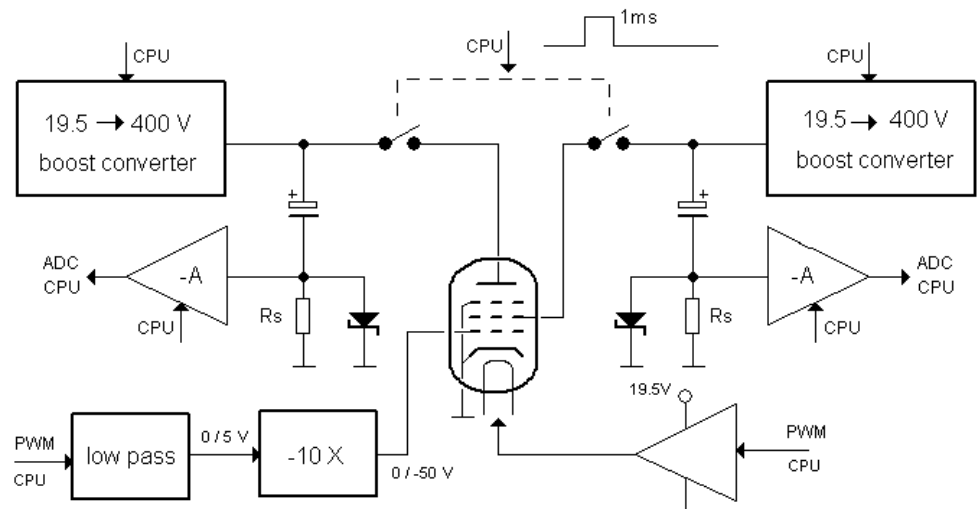 1ms
CPU
CPU
CPU
19.5 → 400 V
boost converter
19.5 → 400 V
boost converter
+
+
ADC
CPU
-A
CPU
Rs
Rs
-A
CPU
ADC
CPU
19.5V
PWM
CPU
low pass
0 / 5 V
-10 X
0 / -50 V
PWM
CPU